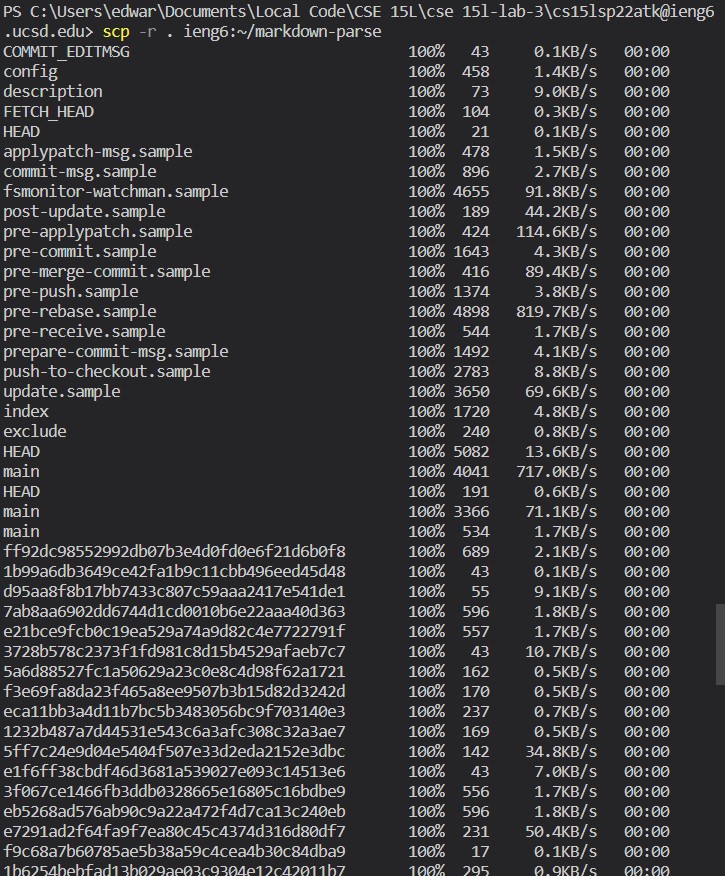 PS C:\Users\edwar\Documents\Local Code\CSE 15L\cse 15l-lab-3\cs15lsp22atk@ieng6
.ucsd.edu> scp -r . ieng6:~/markdown-parse
COMMIT_EDITMSG 100% 43 0.1KB/s 00:00
config 100% 458 1.4KB/s 00:00
description 100% 73 9.0KB/s 00:00
FETCH_HEAD 100% 104 0.3KB/s 00:00
HEAD 100% 21 0.1KB/s 00:00
applypatch-msg.sample 100% 478 1.5KB/s 00:00
commit-msg.sample 100% 896 2.7KB/s 00:00
fsmonitor-watchman.sample 100% 4655 91.8KB/s 00:00
post-update.sample 100% 189 44.2KB/s 00:00
pre-applypatch.sample 100% 424 114.6KB/s 00:00
pre-commit.sample 100% 1643 4.3KB/s 00:00
pre-merge-commit.sample 100% 416 89.4KB/s 00:00
pre-push.sample 100% 1374 3.8KB/s 00:00
pre-rebase.sample 100% 4898 819.7KB/s 00:00
pre-receive.sample 100% 544 1.7KB/s 00:00
prepare-commit-msg.sample 100% 1492 4.1KB/s 00:00
push-to-checkout.sample 100% 2783 8.8KB/s 00:00
update.sample 100% 3650 69.6KB/s 00:00
index 100% 1720 4.8KB/s 00:00
exclude 100% 240 0.8KB/s 00:00
HEAD 100% 5082 13.6KB/s 00:00
main 100% 4041 717.0KB/s 00:00
HEAD 100% 191 0.6KB/s 00:00
main 100% 3366 71.1KB/s 00:00
main 100% 534 1.7KB/s 00:00
ff92dc98552992db07b3e4d0fd0e6f21d6b0f8 100% 689 2.1KB/s 00:00
1b99a6db3649ce42fa1b9c11cbb496eed45d48 100% 43 0.1KB/s 00:00
d95aa8f8b17bb7433c807c59aaa2417e541de1 100% 55 9.1KB/s 00:00
7ab8aa6902dd6744d1cd0010b6e22aaa40d363 100% 596 1.8KB/s 00:00
e21bce9fcb0c19ea529a74a9d82c4e7722791f 100% 557 1.7KB/s 00:00
3728b578c2373f1fd981c8d15b4529afaeb7c7 100% 43 10.7KB/s 00:00
5a6d88527fc1a50629a23c0e8c4d98f62a1721 100% 162 0.5KB/s 00:00
f3e69fa8da23f465a8ee9507b3b15d82d3242d 100% 170 0.5KB/s 00:00
eca11bb3a4d11b7bc5b3483056bc9f703140e3 100% 237 0.7KB/s 00:00
1232b487a7d44531e543c6a3afc308c32a3ae7 100% 169 0.5KB/s 00:00
5ff7c24e9d04e5404f507e33d2eda2152e3dbc 100% 142 34.8KB/s 00:00
e1f6ff38cbdf46d3681a539027e093c14513e6 100% 43 7.0KB/s 00:00
3f067ce1466fb3ddb0328665e16805c16bdbe9 100% 556 1.7KB/s 00:00
eb5268ad576ab90c9a22a472f4d7ca13c240eb 100% 596 1.8KB/s 00:00
e7291ad2f64fa9f7ea80c45c4374d316d80df7 100% 231 50.4KB/s 00:00
f9c68a7b60785ae5b38a59c4cea4b30c84dba9 100% 17 0.1KB/s 00:00
1b6254bebfad13b029ae03c9304e12c42011b7 100% 295 0.9KB/s 00:00